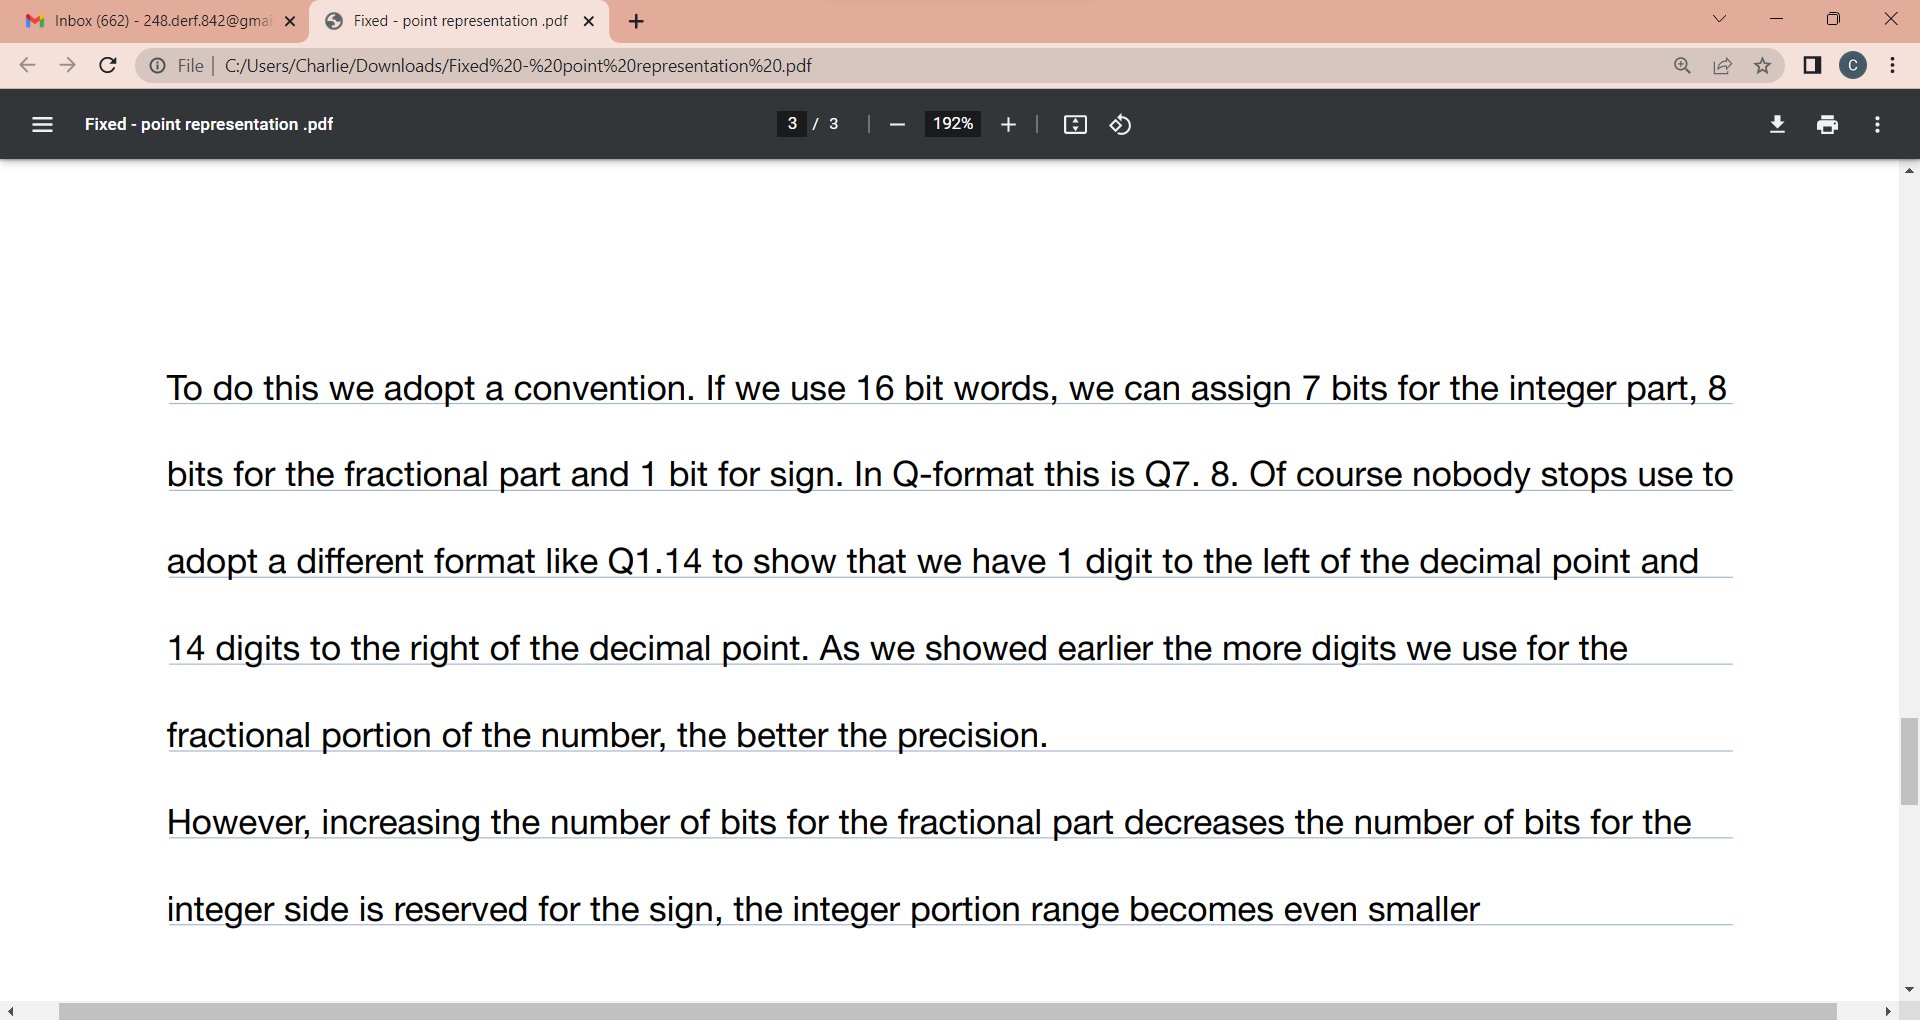 Inbox (662) - 248.derf.842@gmai
Fixed - point representation .pdf
File | C:/Users/Charlie/Downloads/Fixed%20-%20point%20representation%20.pdf
C
Fixed - point representation .pdf
3 / 3
192%
To do this we adopt a convention. If we use 16 bit words, we can assign 7 bits for the integer part, 8
bits for the fractional part and 1 bit for sign. In Q-format this is Q7. 8. Of course nobody stops use to
adopt a different format like Q1.14 to show that we have 1 digit to the left of the decimal point and
14 digits to the right of the decimal point. As we showed earlier the more digits we use for the
fractional portion of the number, the better the precision.
However, increasing the number of bits for the fractional part decreases the number of bits for the
integer side is reserved for the sign, the integer portion range becomes even smaller